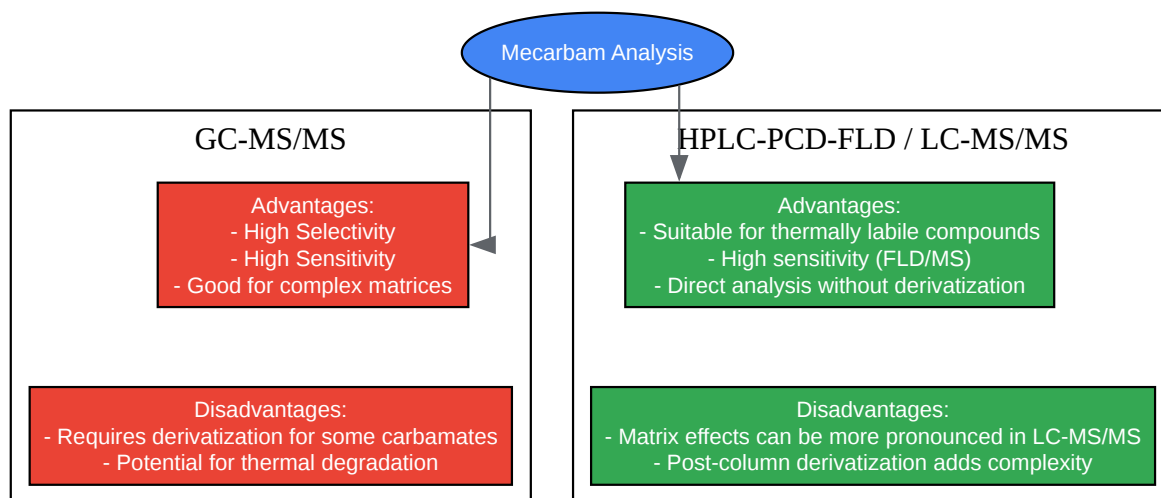 Mecarbam Analysis
GC-MS/MS
Advantages:
- High Selectivity
- High Sensitivity
- Good for complex matrices
Disadvantages:
- Requires derivatization for some carbamates
- Potential for thermal degradation
HPLC-PCD-FLD / LC-MS/MS
Advantages:
- Suitable for thermally labile compounds
- High sensitivity (FLD/MS)
- Direct analysis without derivatization
Disadvantages:
- Matrix effects can be more pronounced in LC-MS/MS
- Post-column derivatization adds complexity